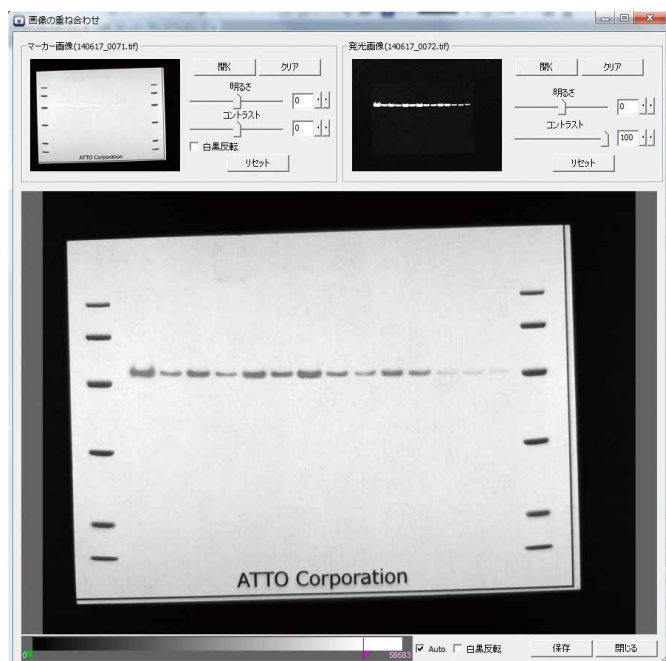 画像の重ね合わせ
マーカー画像(140617_0071.tif)
開く
クリア
明るさ
0
コントラスト
0
白黒反転
リセット
ATTO Corporation
発光画像(140617_0072.tif)
開く
クリア
明るさ
0
コントラスト
100
リセット
ATTO Corporation
0
58683
Auto
白黒反転
保存
閉じる